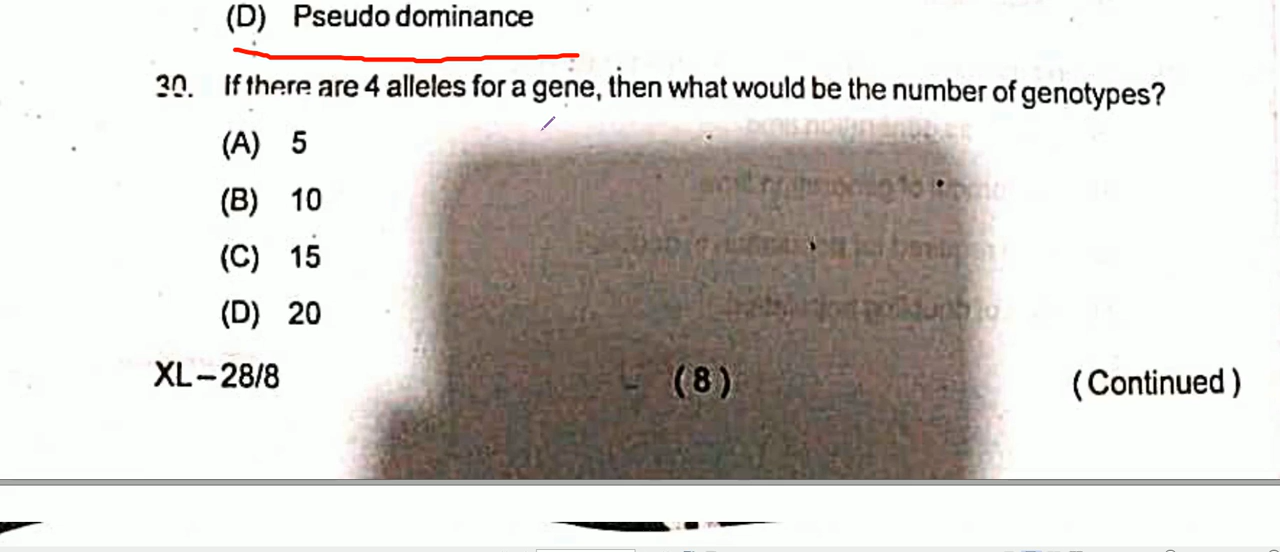 (D) Pseudo dominance
30. If there are 4 alleles for a gene, then what would be the number of genotypes?
(A) 5
(B) 10
(C) 15
(D) 20
XL–28/8 (8) (Continued)